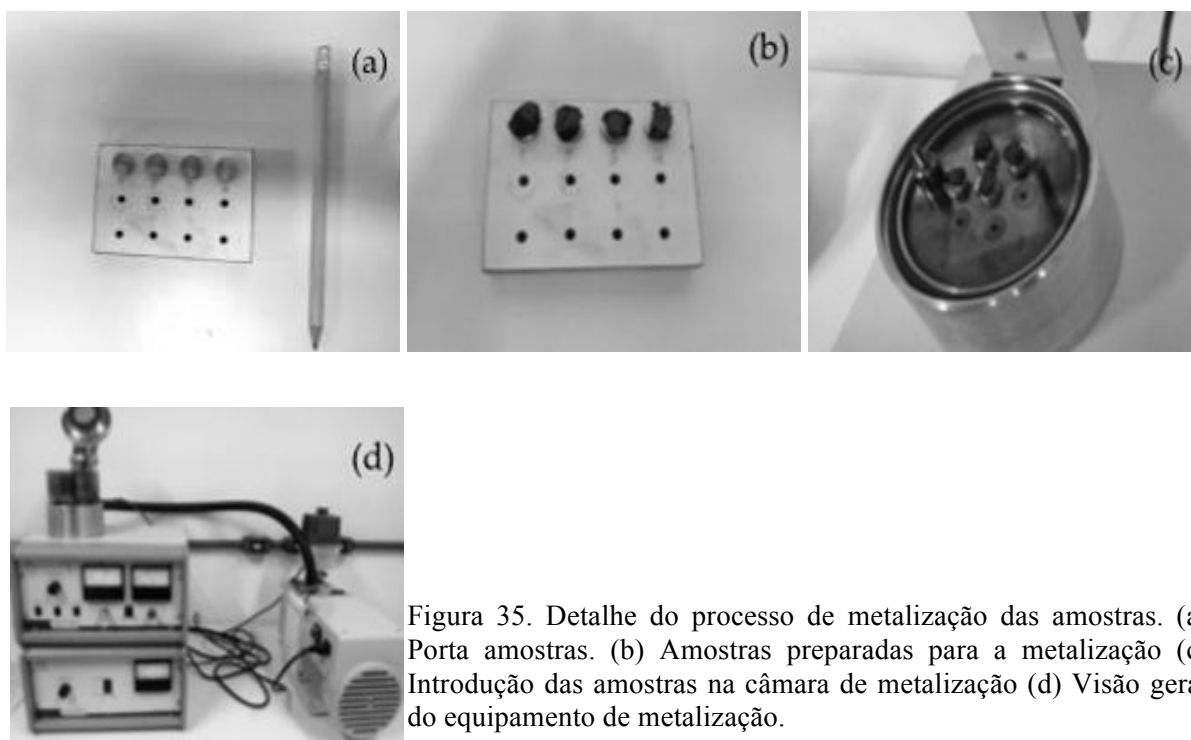 (a)
(b)
(c)
(d)
Figura 35. Detalhe do processo de metalização das amostras. (a
Porta amostras. (b) Amostras preparadas para a metalização (c
Introdução das amostras na câmara de metalização (d) Visão gera
do equipamento de metalização.